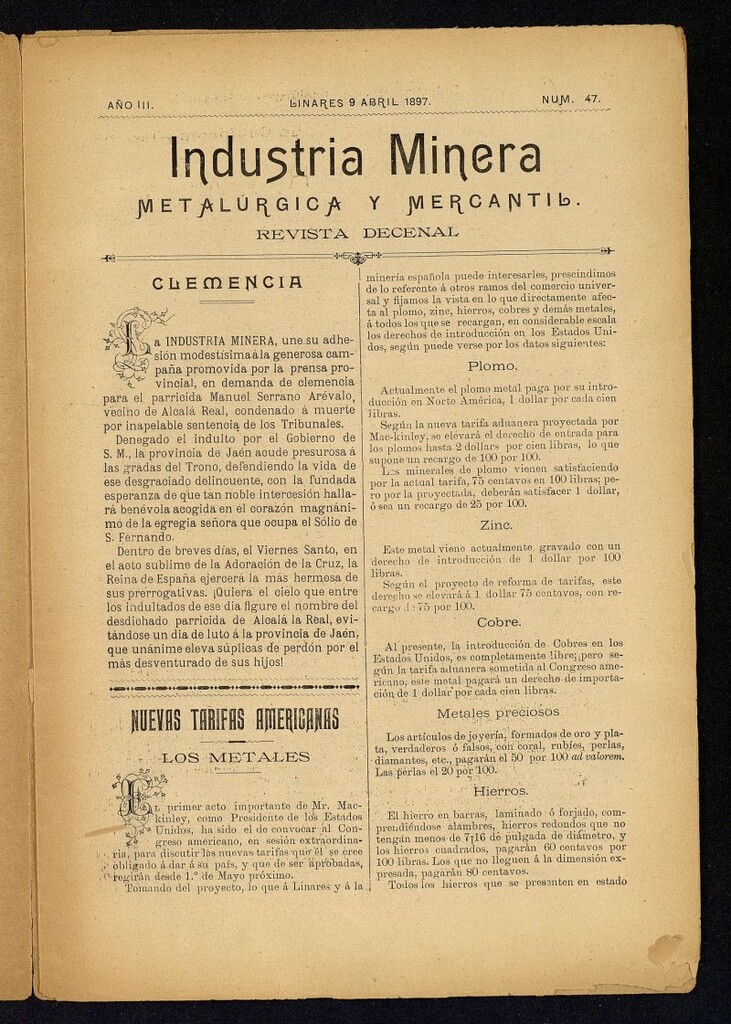 AÑO III.
LINARES 9 ABRIL 1897.
NUM. 47.
Industria Minera
METALÚRGICA Y MERCANTIL.
REVISTA DECENAL
CLEMENCIA
La INDUSTRIA MINERA, une su adhe-
sión modestísima á la generosa cam-
paña promovida por la prensa pro-
vincial, en demanda de clemencia
para el parricida Manuel Serrano Arévalo,
vecino de Alcalá Real, condenado á muerte
por inapelable sentencia de los Tribunales.
Denegado el indulto por el Gobierno de
S. M., la provincia de Jaén acude presurosa á
las gradas del Trono, defendiendo la vida de
ese desgraciado delincuente, con la fundada
esperanza de que tan noble intercesión halla-
rá benévola acogida en el corazón magnáni-
mo de la egregia señora que ocupa el Sólio de
S. Fernando.
Dentro de breves días, el Viernes Santo, en
el acto sublime de la Adoración de la Cruz, la
Reina de España ejercerá la más hermosa de
sus prerrogativas. ¡Quiera el cielo que entre
los indultados de ese día figure el nombre del
desdichado parricida de Alcalá la Real, evi-
tándose un día de luto á la provincia de Jaén,
que unánime eleva súplicas de perdón por el
más desventurado de sus hijos!
NUEVAS TARIFAS AMERICANAS
LOS METALES
EL primer acto importante de Mr. Mac-
kinley, como Presidente de los Estados
Unidos, ha sido el de convocar al Con-
greso americano, en sesión extraordina-
ria, para discutir las nuevas tarifas que él se cree
obligado á dar á su país, y que de ser aprobadas,
regirán desde 1.º de Mayo próximo.
Tomando del proyecto, lo que á Linares y á la
minería española puede interesarles, prescindimos
de lo referente á otros ramos del comercio univer-
sal y fijamos la vista en lo que directamente afec-
ta al plomo, zinc, hierros, cobres y demás metales,
á todos los que se recargan, en considerable escala
los derechos de introducción en los Estados Uni-
dos, según puede verse por los datos siguientes:
Plomo.
Actualmente el plomo metal paga por su intro-
ducción en Norte América, 1 dollar por cada cien
libras.
Según la nueva tarifa aduanera proyectada por
Mac-kinley, se elevará el derecho de entrada para
los plomos hasta 2 dollars por cien libras, lo que
supone un recargo de 100 por 100.
Los minerales de plomo vienen satisfaciendo
por la actual tarifa, 75 centavos en 100 libras; pe-
ro por la proyectada, deberán satisfacer 1 dollar,
ó sea un recargo de 25 por 100.
Zinc.
Este metal viene actualmente gravado con un
derecho de introducción de 1 dollar por 100
libras.
Según el proyecto de reforma de tarifas, este
derecho se elevará á 1 dollar 75 centavos, con re-
cargo de 75 por 100.
Cobre.
Al presente, la introducción de Cobres en los
Estados Unidos, es completamente libre; pero se-
gún la tarifa aduanera sometida al Congreso ame-
ricano, este metal pagará un derecho de importa-
ción de 1 dollar por cada cien libras.
Metales preciosos
Los artículos de joyería, formados de oro y pla-
ta, verdaderos ó falsos, con coral, rubíes, perlas,
diamantes, etc., pagarán el 50 por 100 ad valorem.
Las perlas el 20 por 100.
Hierros.
El hierro en barras, laminado ó forjado, com-
prendiéndose alambres, hierros redondos que no
tengan menos de 7|16 de pulgada de diámetro, y
los hierros cuadrados, pagarán 60 centavos por
100 libras. Los que no lleguen á la dimensión ex-
presada, pagarán 80 centavos.
Todos los hierros que se presenten en estado